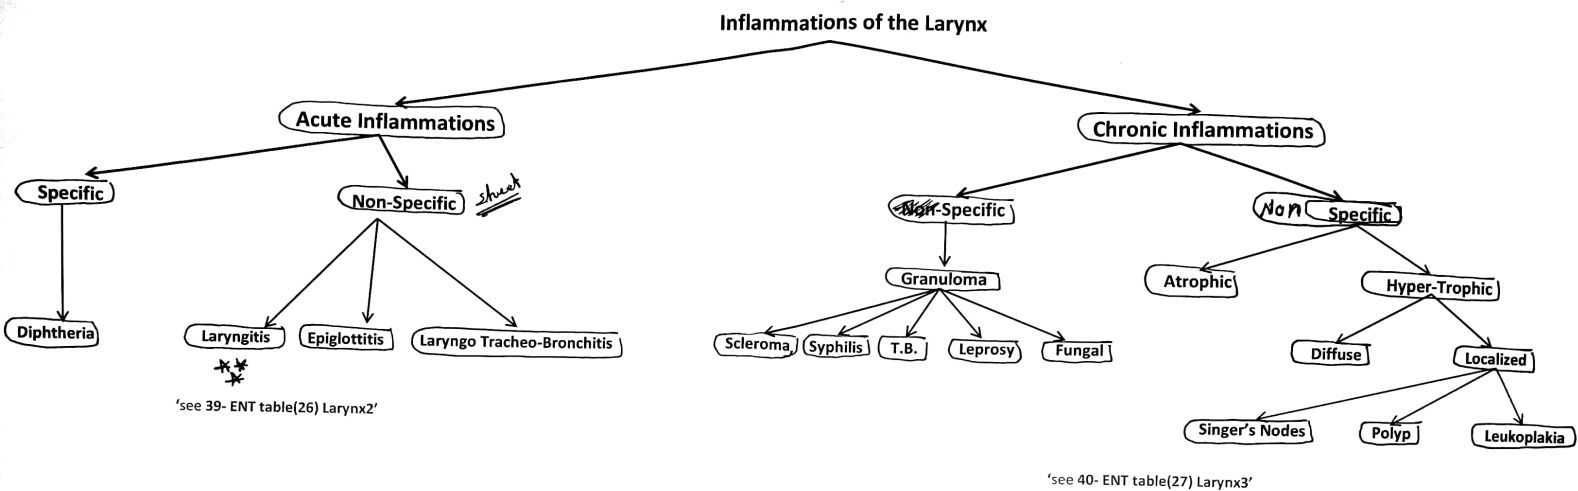 Inflammations of the Larynx
Acute Inflammations
Chronic Inflammations
Specific
Non-Specific
-Specific
Non Specific
Granuloma
Atrophic
Hyper-Trophic
Diphtheria
Laryngitis
Epiglottitis
Laryngo Tracheo-Bronchitis
Scleroma
Syphilis
T.B.
Leprosy
Fungal
Diffuse
Localized
Singer's Nodes
Polyp
Leukoplakia
'see 39- ENT table(26) Larynx2'
'see 40- ENT table(27) Larynx3'